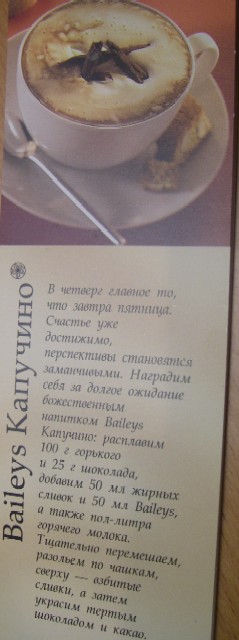 Baileys Капучино
В четверг главное то,
что завтра пятница.
Счастье уже
достижимо,
перспективы становятся
заманчивыми. Наградим
себя за долгое ожидание
божественным
напитком Baileys
Капучино: расплавим
100 г горького
и 25 г шоколада,
добавим 50 мл жирных
сливок и 50 мл Baileys,
а также пол-литра
горячего молока.
Тщательно перемешаем,
разольем по чашкам,
сверху — взбитые
сливки, а затем
украсим тертым
шоколадом и какао.